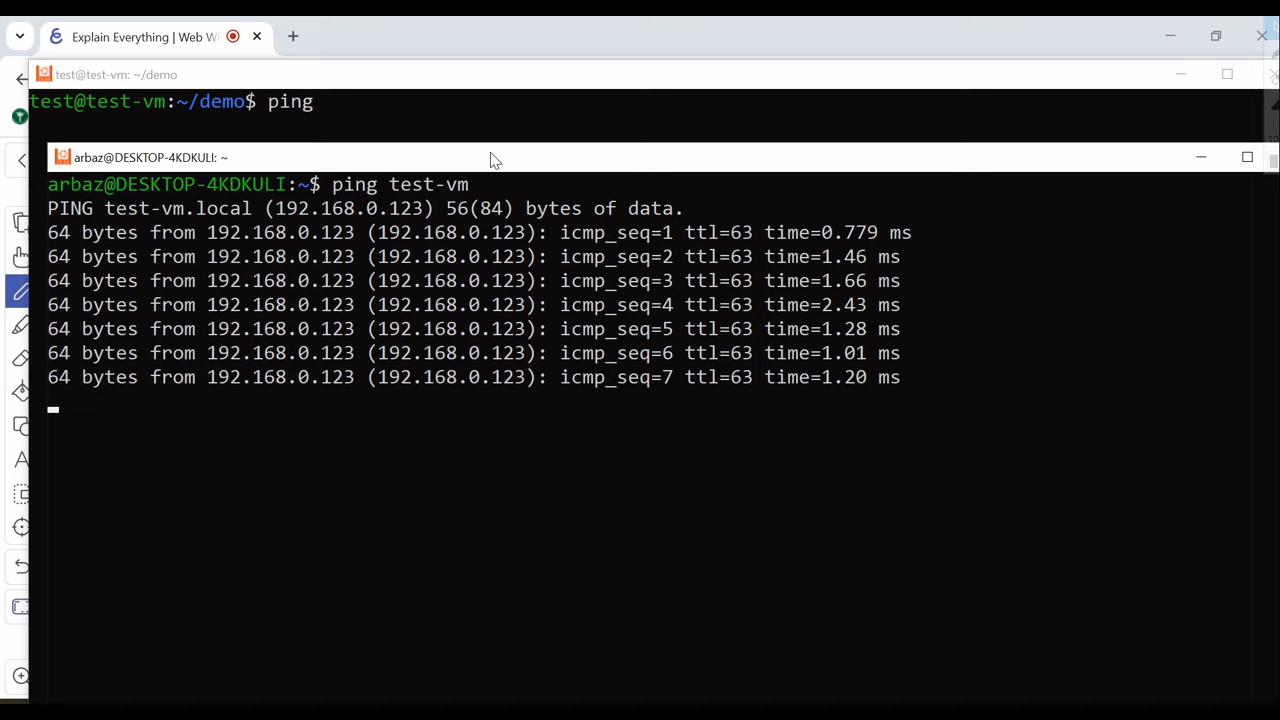 Explain Everything | Web W
test@test-vm: ~/demo
test@test-vm:~/demo$ ping
arbaz@DESKTOP-4KDKULI: ~
arbaz@DESKTOP-4KDKULI:~$ ping test-vm
PING test-vm.local (192.168.0.123) 56(84) bytes of data.
64 bytes from 192.168.0.123 (192.168.0.123): icmp_seq=1 ttl=63 time=0.779 ms
64 bytes from 192.168.0.123 (192.168.0.123): icmp_seq=2 ttl=63 time=1.46 ms
64 bytes from 192.168.0.123 (192.168.0.123): icmp_seq=3 ttl=63 time=1.66 ms
64 bytes from 192.168.0.123 (192.168.0.123): icmp_seq=4 ttl=63 time=2.43 ms
64 bytes from 192.168.0.123 (192.168.0.123): icmp_seq=5 ttl=63 time=1.28 ms
64 bytes from 192.168.0.123 (192.168.0.123): icmp_seq=6 ttl=63 time=1.01 ms
64 bytes from 192.168.0.123 (192.168.0.123): icmp_seq=7 ttl=63 time=1.20 ms